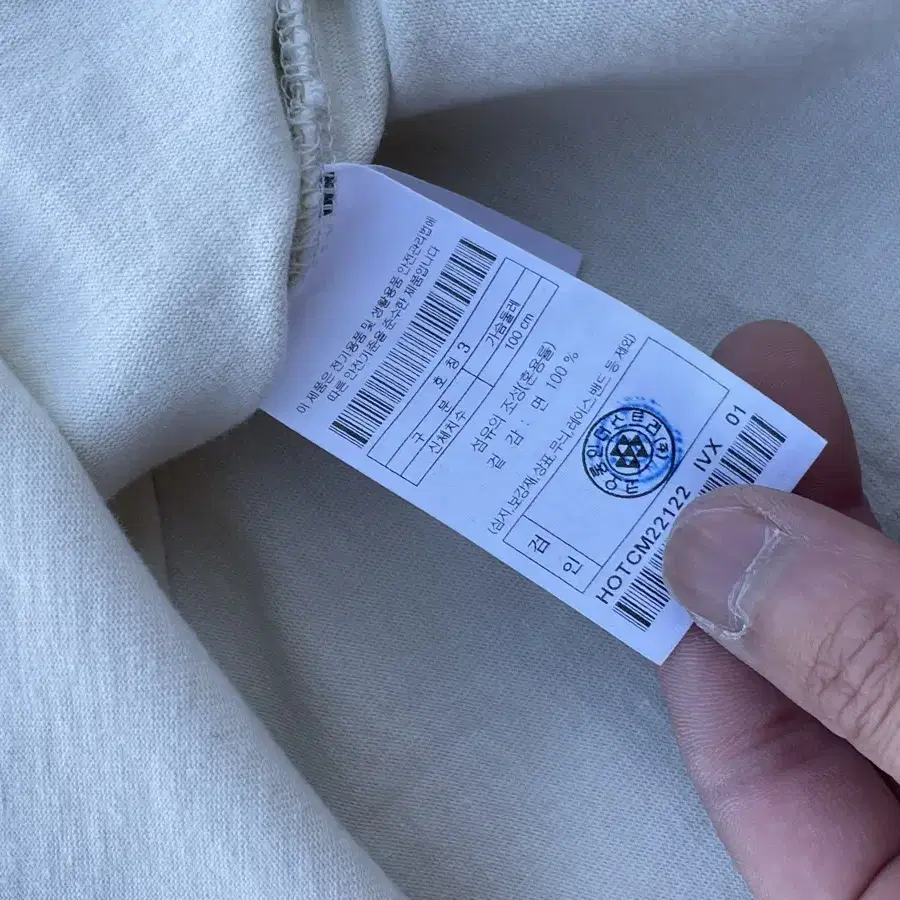 이 제품은 전기용품 및 생활용품 안전관리법에
따른 안전기준을 준수한 제품입니다
구 분 호 칭 3
신체치수 가슴둘레
100 cm
섬유의 조성(혼용률)
겉 감 : 면 100 %
(심지,보강재,상표,무늬,레이스,밴드 등 제외)
검
인
HOTCM22122 IVX 01